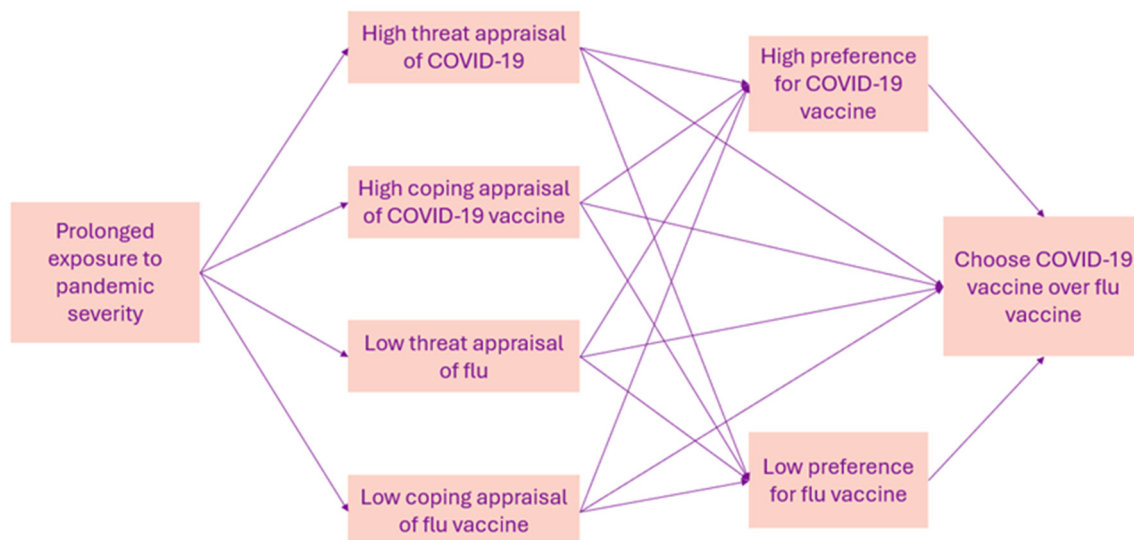 Prolonged
exposure to
pandemic
severity
High threat appraisal
of COVID-19
High coping appraisal
of COVID-19 vaccine
Low threat appraisal
of flu
Low coping appraisal
of flu vaccine
High preference
for COVID-19
vaccine
Low preference
for flu vaccine
Choose COVID-19
vaccine over flu
vaccine